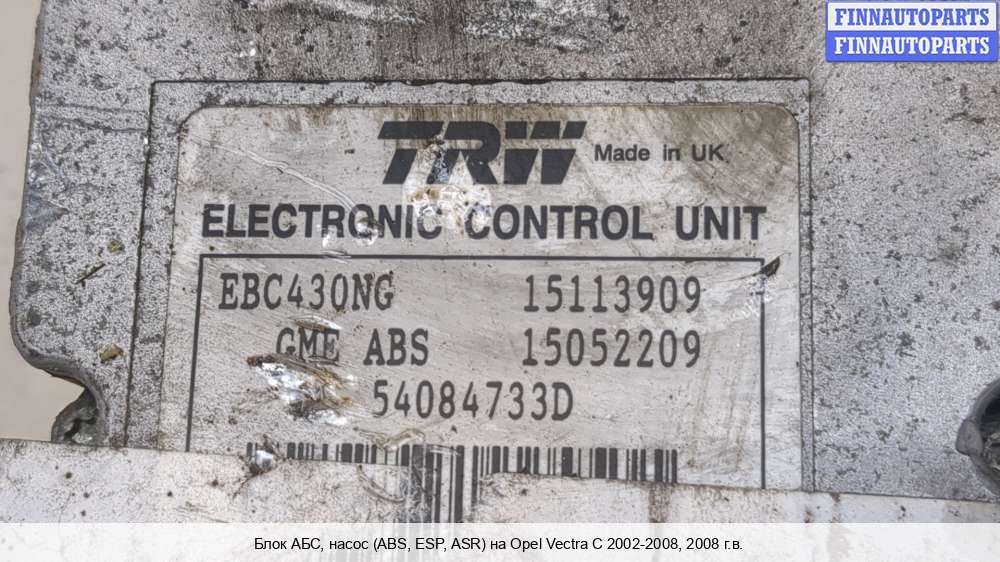 FINNAUTOPARTS
FINNAUTOPARTS
TRW Made in UK
ELECTRONIC CONTROL UNIT
EBC430NG 15113909
GME ABS 15052209
54084733D
Блок АБС, насос (ABS, ESP, ASR) на Opel Vectra C 2002-2008, 2008 г.в.